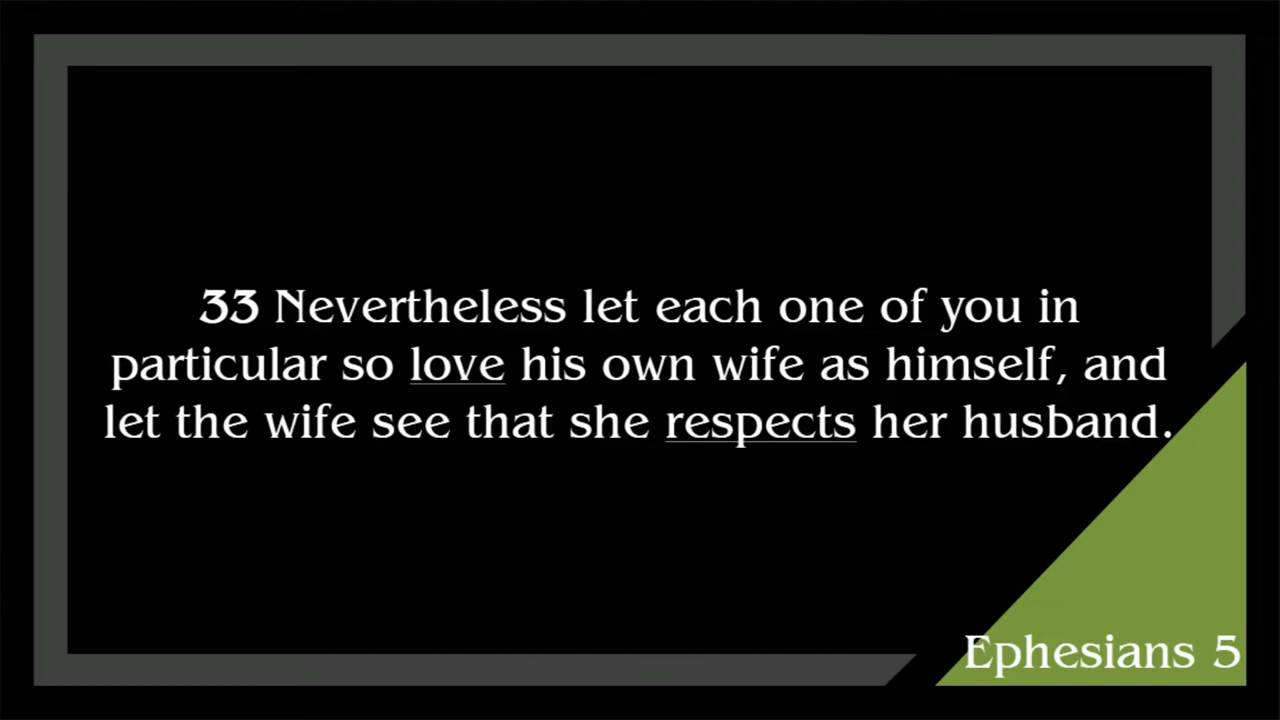 33 Nevertheless let each one of you in
particular so love his own wife as himself, and
let the wife see that she respects her husband.
Ephesians 5